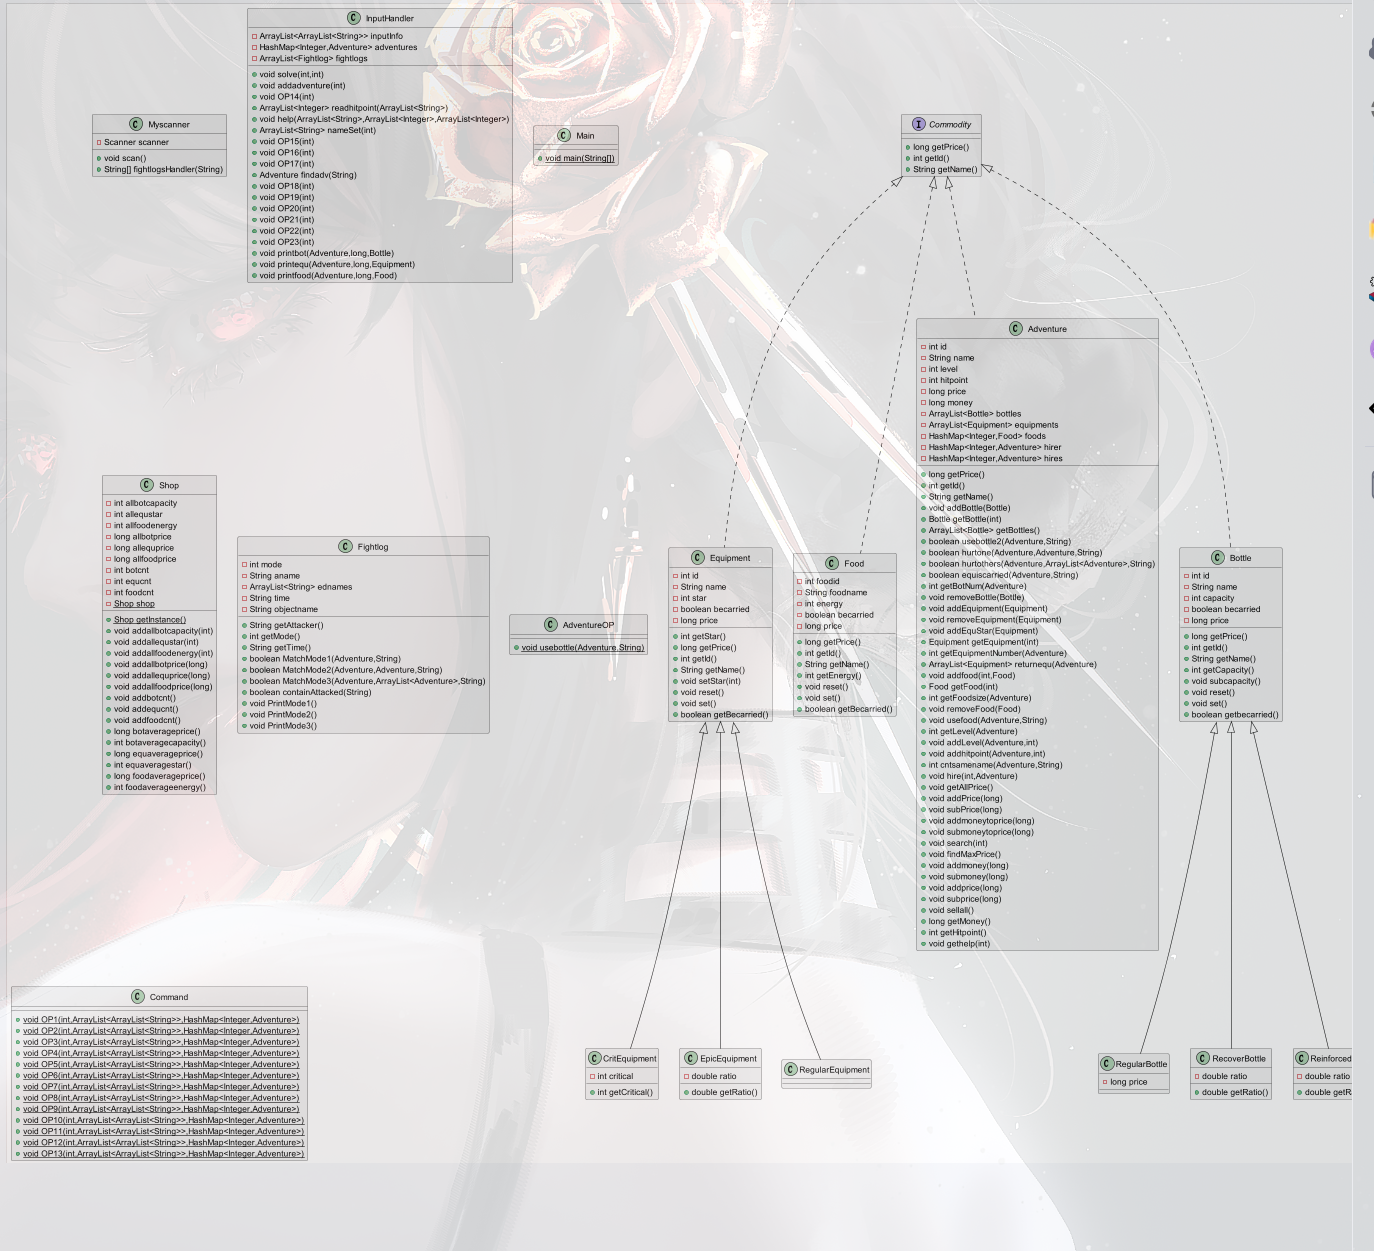 InputHandler
ArrayList<ArrayList<String>> inputInfo
HashMap<Integer,Adventure> adventures
ArrayList<Fightlog> fightlogs
void solve(int,int)
void addadventure(int)
void OP14(int)
ArrayList<Integer> readhitpoint(ArrayList<String>)
void help(ArrayList<String>,ArrayList<Integer>,ArrayList<Integer>)
ArrayList<String> nameSet(int)
void OP15(int)
void OP16(int)
void OP17(int)
Adventure findadv(String)
void OP18(int)
void OP19(int)
void OP20(int)
void OP21(int)
void OP22(int)
void OP23(int)
void printbot(Adventure,long,Bottle)
void printequ(Adventure,long,Equipment)
void printfood(Adventure,long,Food)
Myscanner
Scanner scanner
void scan()
String[] fightlogsHandler(String)
Main
void main(String[])
Commodity
long getPrice()
int getId()
String getName()
Adventure
int id
String name
int level
int hitpoint
long price
long money
ArrayList<Bottle> bottles
ArrayList<Equipment> equipments
HashMap<Integer,Food> foods
HashMap<Integer,Adventure> hirer
HashMap<Integer,Adventure> hires
long getPrice()
int getId()
String getName()
void addBottle(Bottle)
Bottle getBottle(int)
ArrayList<Bottle> getBottles()
boolean usebottle2(Adventure,String)
boolean hurtone(Adventure,Adventure,String)
boolean hurtothers(Adventure,ArrayList<Adventure>,String)
boolean equiscarried(Adventure,String)
int getBotNum(Adventure)
void removeBottle(Bottle)
void addEquipment(Equipment)
void removeEquipment(Equipment)
void addEquStar(Equipment)
Equipment getEquipment(int)
int getEquipmentNumber(Adventure)
ArrayList<Equipment> returnequ(Adventure)
void addfood(int,Food)
Food getFood(int)
int getFoodsize(Adventure)
void removeFood(Food)
void usefood(Adventure,String)
int getLevel(Adventure)
void addLevel(Adventure,int)
void addhitpoint(Adventure,int)
int cntsamename(Adventure,String)
void hire(int,Adventure)
void getAllPrice()
void addPrice(long)
void subPrice(long)
void addmoneytoprice(long)
void submoneytoprice(long)
void search(int)
void findMaxPrice()
void addmoney(long)
void submoney(long)
void addprice(long)
void subprice(long)
void sellall()
long getMoney()
int getHitpoint()
void gethelp(int)
Shop
int allbotcapacity
int allequstar
int allfoodenergy
long allbotprice
long allequprice
long allfoodprice
int botcnt
int equcnt
int foodcnt
Shop shop
Shop getInstance()
void addallbotcapacity(int)
void addallequstar(int)
void addallfoodenergy(int)
void addallbotprice(long)
void addallequprice(long)
void addallfoodprice(long)
void addbotcnt()
void addequcnt()
void addfoodcnt()
long botaverageprice()
int botaveragecapacity()
long equaverageprice()
int equaveragestar()
long foodaverageprice()
int foodaverageenergy()
Fightlog
int mode
String aname
ArrayList<String> ednames
String time
String objectname
String getAttacker()
int getMode()
String getTime()
boolean MatchMode1(Adventure,String)
boolean MatchMode2(Adventure,Adventure,String)
boolean MatchMode3(Adventure,ArrayList<Adventure>,String)
boolean containAttacked(String)
void PrintMode1()
void PrintMode2()
void PrintMode3()
AdventureOP
void usebottle(Adventure,String)
Equipment
int id
String name
int star
boolean becarried
long price
int getStar()
long getPrice()
int getId()
String getName()
void setStar(int)
void reset()
void set()
boolean getBecarried()
Food
int foodid
String foodname
int energy
boolean becarried
long price
long getPrice()
int getId()
String getName()
int getEnergy()
void reset()
void set()
boolean getBecarried()
Bottle
int id
String name
int capacity
boolean becarried
long price
long getPrice()
int getId()
String getName()
int getCapacity()
void subcapacity()
void reset()
void set()
boolean getbecarried()
Command
void OP1(int,ArrayList<ArrayList<String>>,HashMap<Integer,Adventure>)
void OP2(int,ArrayList<ArrayList<String>>,HashMap<Integer,Adventure>)
void OP3(int,ArrayList<ArrayList<String>>,HashMap<Integer,Adventure>)
void OP4(int,ArrayList<ArrayList<String>>,HashMap<Integer,Adventure>)
void OP5(int,ArrayList<ArrayList<String>>,HashMap<Integer,Adventure>)
void OP6(int,ArrayList<ArrayList<String>>,HashMap<Integer,Adventure>)
void OP7(int,ArrayList<ArrayList<String>>,HashMap<Integer,Adventure>)
void OP8(int,ArrayList<ArrayList<String>>,HashMap<Integer,Adventure>)
void OP9(int,ArrayList<ArrayList<String>>,HashMap<Integer,Adventure>)
void OP10(int,ArrayList<ArrayList<String>>,HashMap<Integer,Adventure>)
void OP11(int,ArrayList<ArrayList<String>>,HashMap<Integer,Adventure>)
void OP12(int,ArrayList<ArrayList<String>>,HashMap<Integer,Adventure>)
void OP13(int,ArrayList<ArrayList<String>>,HashMap<Integer,Adventure>)
CritEquipment
int critical
int getCritical()
EpicEquipment
double ratio
double getRatio()
RegularEquipment
RegularBottle
long price
RecoverBottle
double ratio
double getRatio()
Reinforced
double ratio
double getR